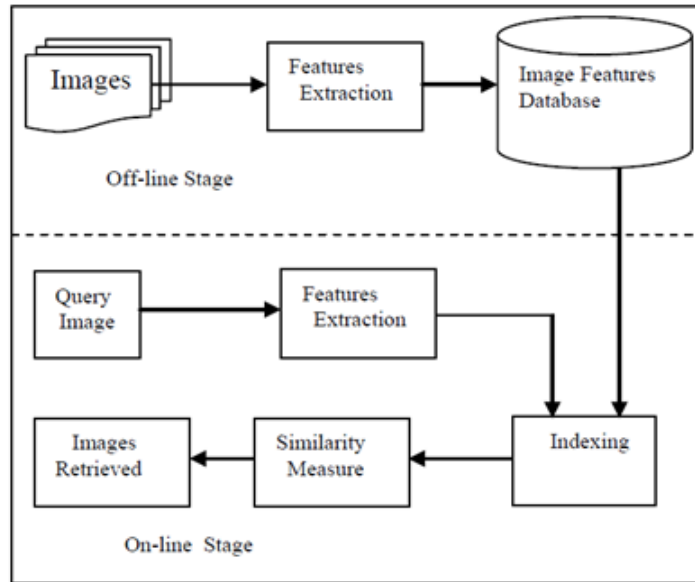 Images
Features
Extraction
Image Features
Database
Off-line Stage
Query
Image
Features
Extraction
Images
Retrieved
Similarity
Measure
Indexing
On-line Stage